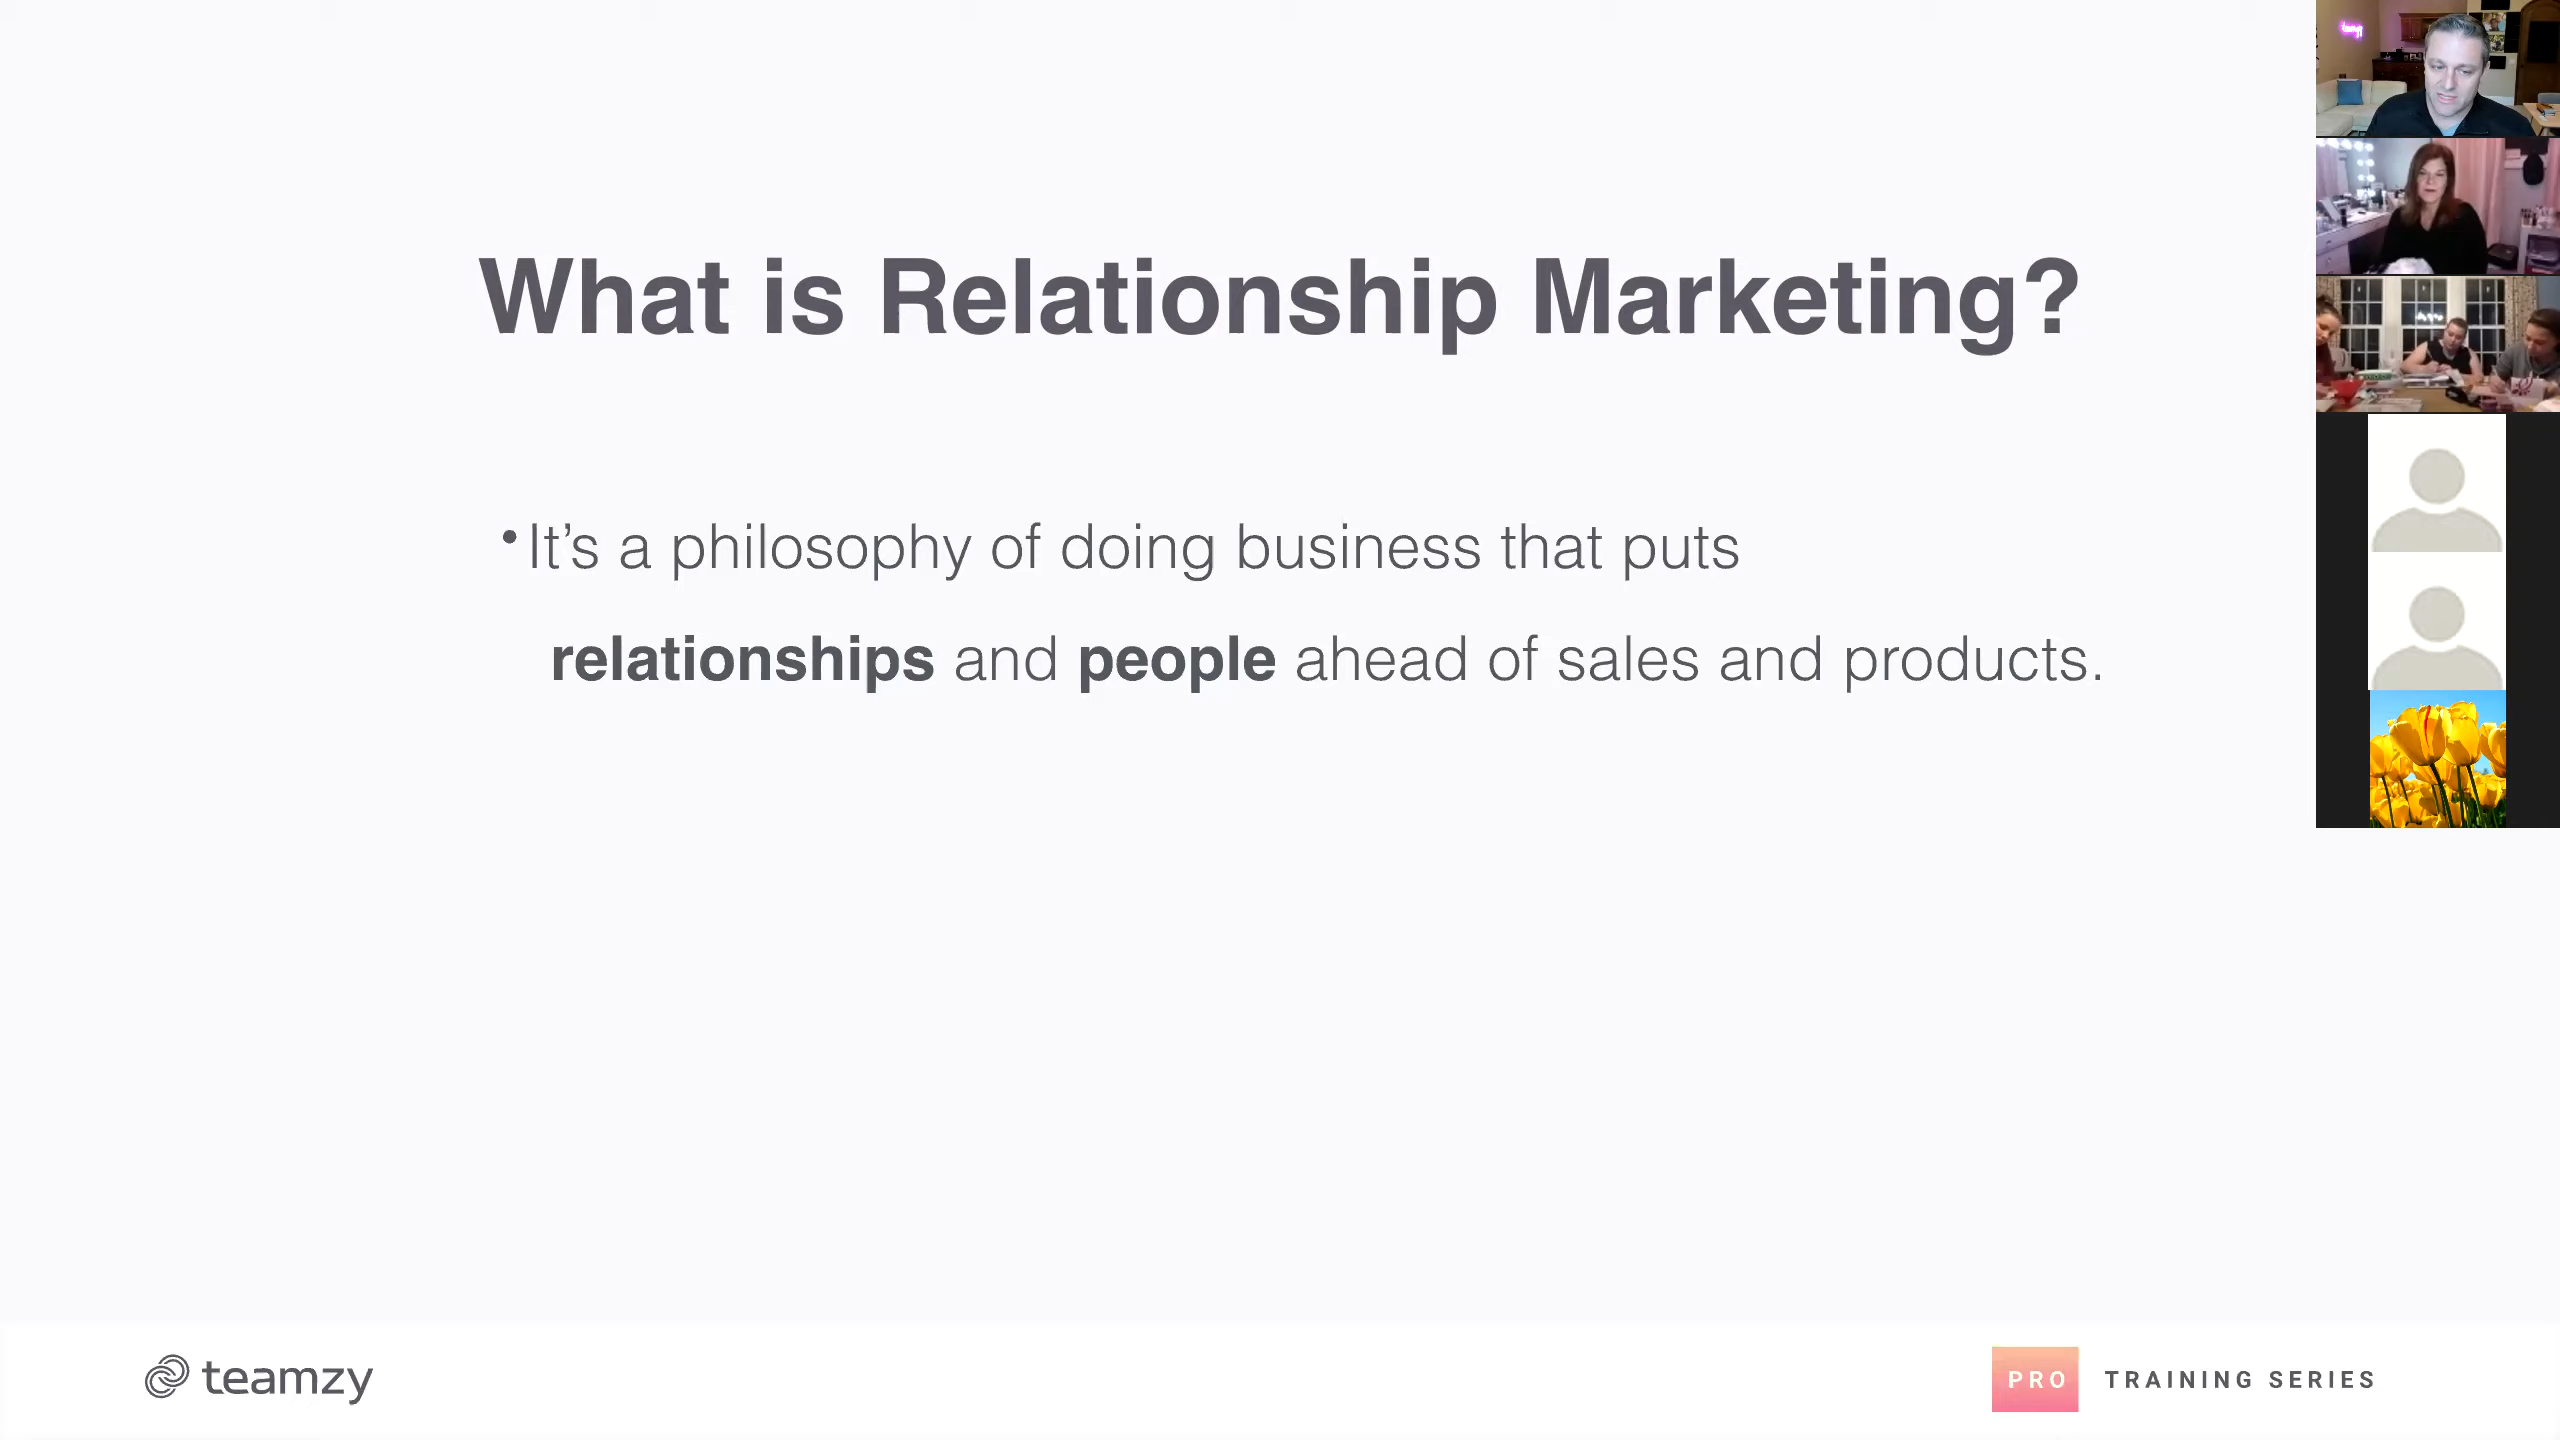 What is Relationship Marketing?
•It’s a philosophy of doing business that puts
relationships and people ahead of sales and products.
teamzy
PRO TRAINING SERIES